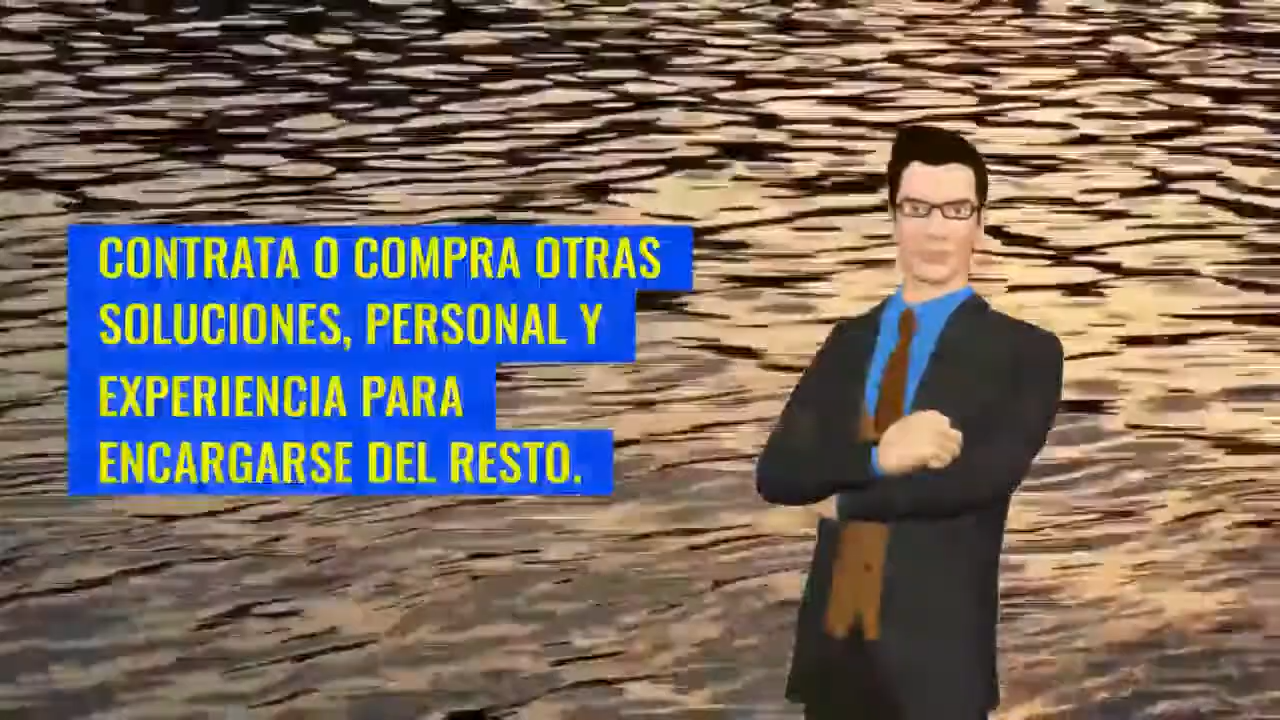 CONTRATA O COMPRA OTRAS
SOLUCIONES, PERSONAL Y
EXPERIENCIA PARA
ENCARGARSE DEL RESTO.